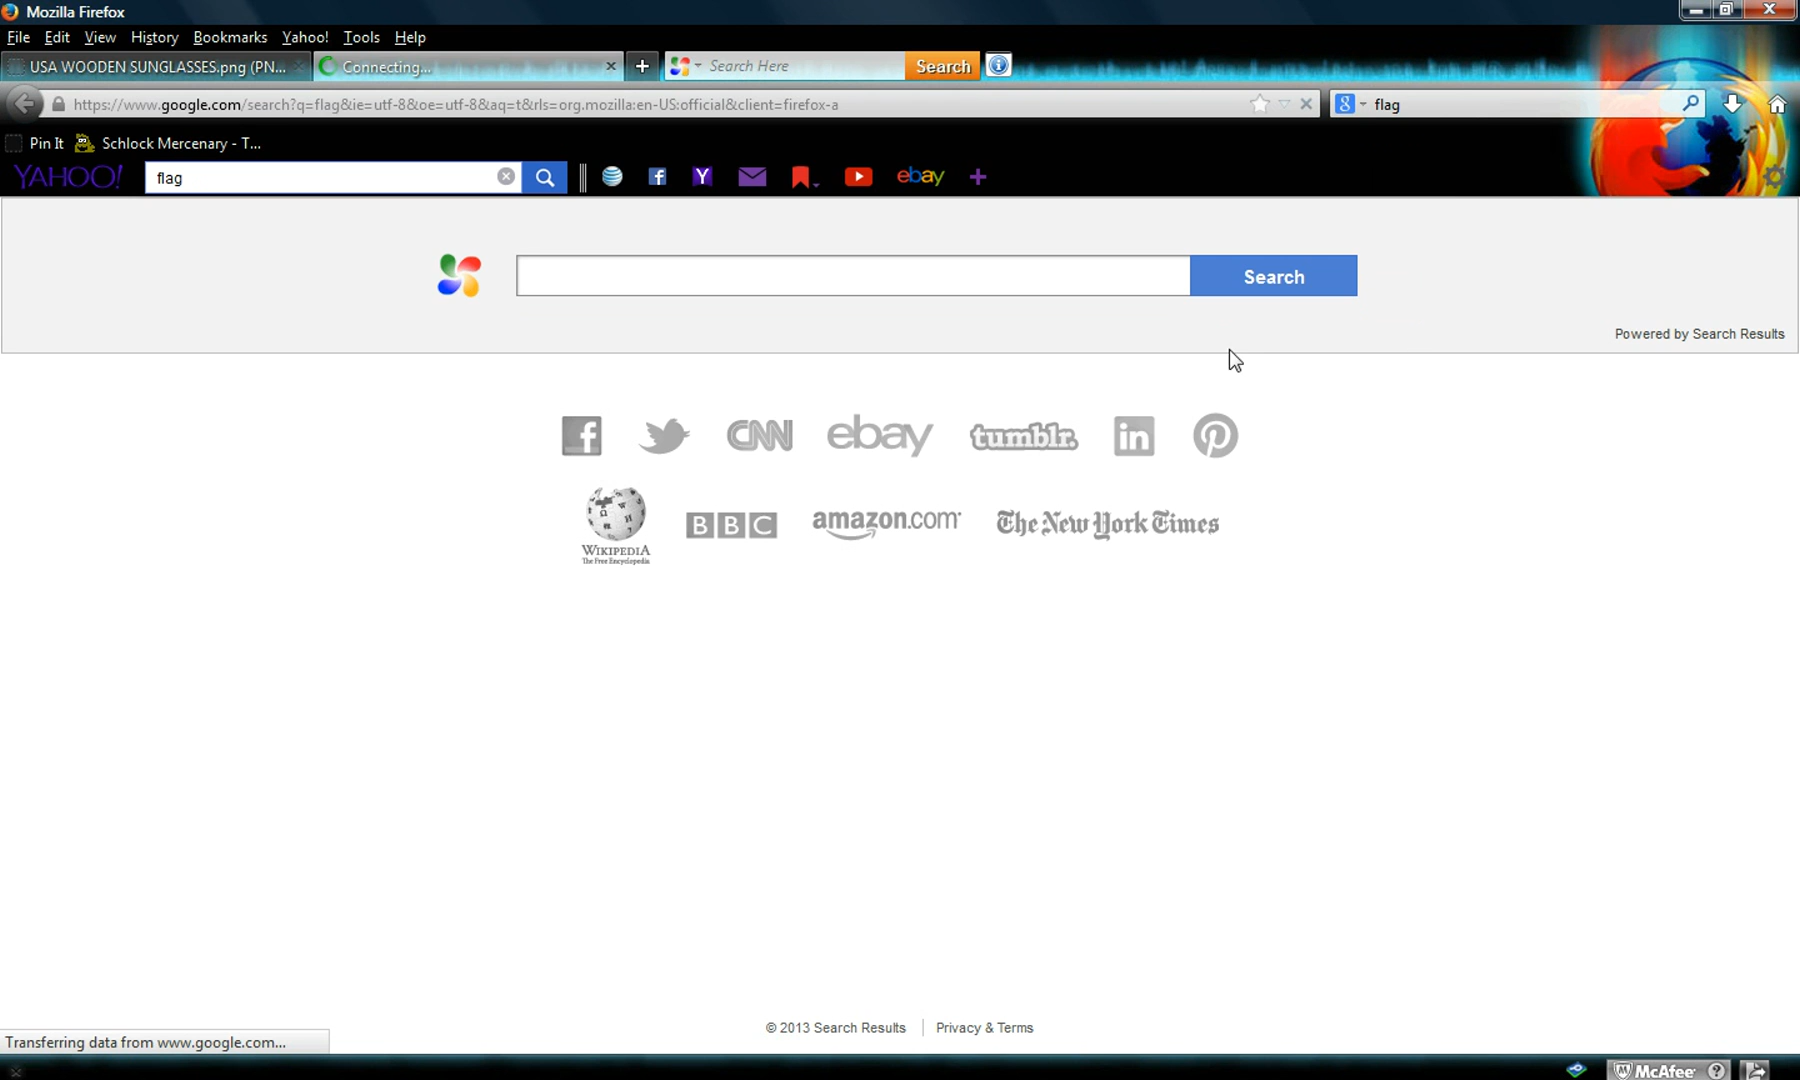 Mozilla Firefox
File Edit View History Bookmarks Yahoo! Tools Help
USA WOODEN SUNGLASSES.png (PN... Connecting... Search Here Search
https://www.google.com/search?q=flag&ie=utf-8&oe=utf-8&aq=t&rls=org.mozilla:en-US:official&client=firefox-a flag
Pin It Schlock Mercenary - T...
YAHOO! flag Y ebay
Search
Powered by Search Results
f CNN ebay tumblr. in
WIKIPEDIA
The Free Encyclopedia
BBC amazon.com The New York Times
© 2013 Search Results Privacy & Terms
Transferring data from www.google.com...
McAfee